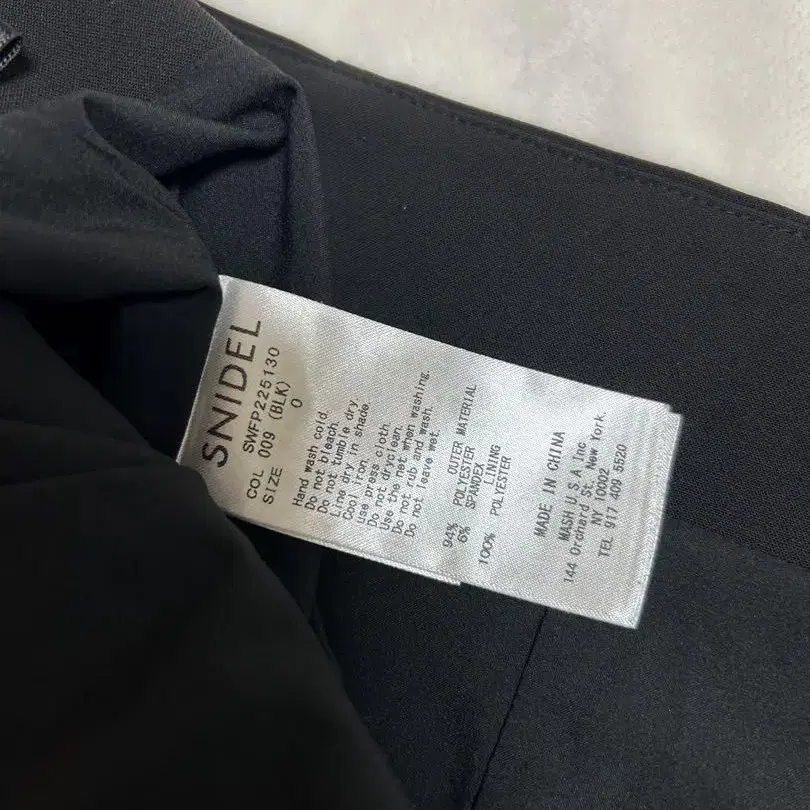 SNIDEL
SWFP225130
COL 009 (BLK)
SIZE 0
Hand wash cold.
Do not bleach.
Do not tumble dry.
Line dry in shade.
Cool iron.
use press cloth.
Do not dryclean.
Use the net when washing.
Do not rub and wash.
Do not leave wet.
OUTER MATERIAL
94% POLYESTER
6% SPANDEX
LINING
100% POLYESTER
MADE IN CHINA
MASH U S A Inc
144 Orchard St. New York.
NY 10002
TEL 917 409 5520